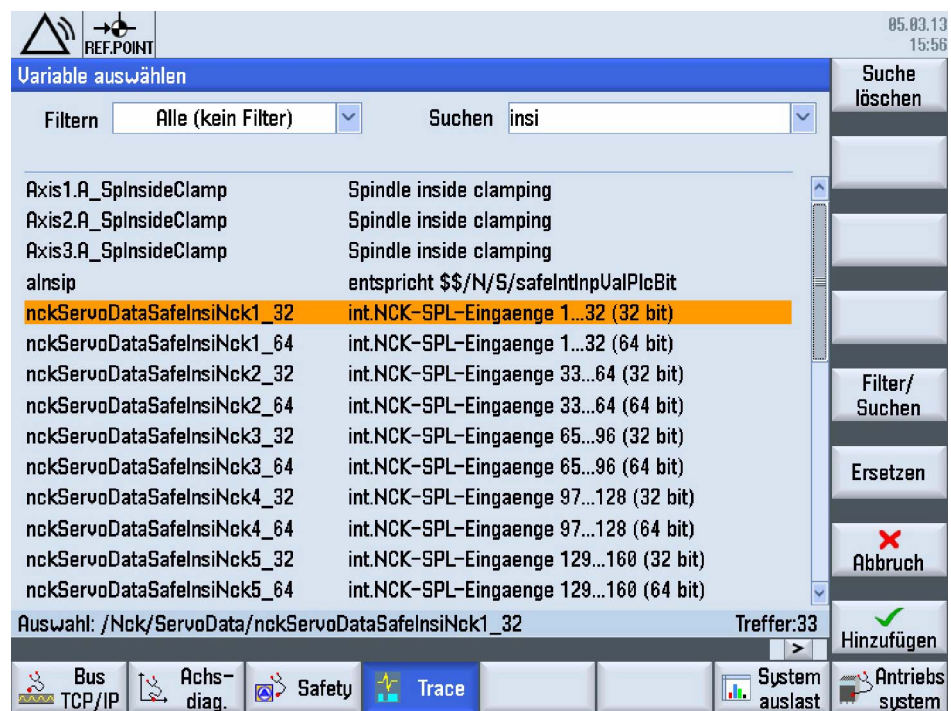 REF.POINT
05.03.13
15:56
Variable auswählen
Filtern Alle (kein Filter) Suchen insi
Axis1.A_SpInsideClamp Spindle inside clamping
Axis2.A_SpInsideClamp Spindle inside clamping
Axis3.A_SpInsideClamp Spindle inside clamping
aInsip entspricht $$/N/S/safeIntInpValPlcBit
nckServoDataSafeInsiNck1_32 int.NCK-SPL-Eingaenge 1...32 (32 bit)
nckServoDataSafeInsiNck1_64 int.NCK-SPL-Eingaenge 1...32 (64 bit)
nckServoDataSafeInsiNck2_32 int.NCK-SPL-Eingaenge 33...64 (32 bit)
nckServoDataSafeInsiNck2_64 int.NCK-SPL-Eingaenge 33...64 (64 bit)
nckServoDataSafeInsiNck3_32 int.NCK-SPL-Eingaenge 65...96 (32 bit)
nckServoDataSafeInsiNck3_64 int.NCK-SPL-Eingaenge 65...96 (64 bit)
nckServoDataSafeInsiNck4_32 int.NCK-SPL-Eingaenge 97...128 (32 bit)
nckServoDataSafeInsiNck4_64 int.NCK-SPL-Eingaenge 97...128 (64 bit)
nckServoDataSafeInsiNck5_32 int.NCK-SPL-Eingaenge 129...160 (32 bit)
nckServoDataSafeInsiNck5_64 int.NCK-SPL-Eingaenge 129...160 (64 bit)
Auswahl: /Nck/ServoData/nckServoDataSafeInsiNck1_32 Treffer:33
>
Suche
löschen
Filter/
Suchen
Ersetzen
Abbruch
Hinzufügen
Bus
TCP/IP
Achs-
diag.
Safety
Trace
System
auslast
Antriebs
system